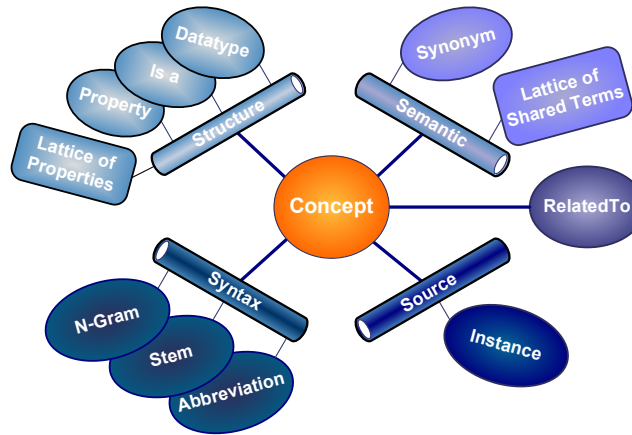 Datatype
Is a
Property
Structure
Lattice of
Properties
Synonym
Semantic
Lattice of
Shared Terms
Concept
RelatedTo
Syntax
N-Gram
Stem
Abbreviation
Source
Instance